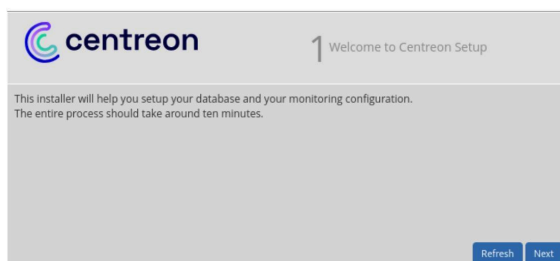 centreon
1 Welcome to Centreon Setup
This installer will help you setup your database and your monitoring configuration.
The entire process should take around ten minutes.
Refresh Next